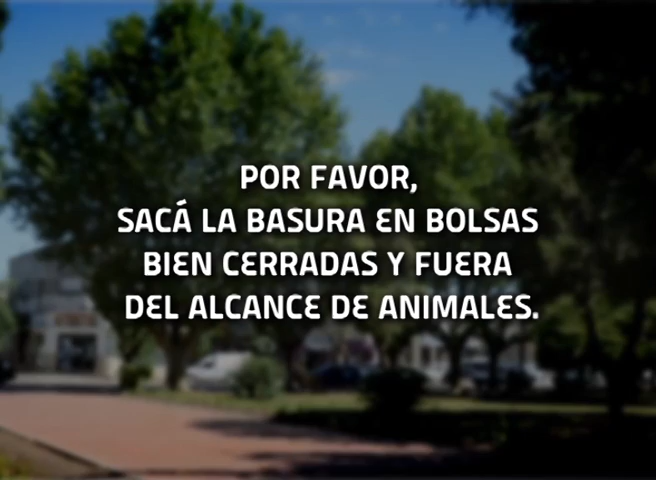 POR FAVOR,
SACÁ LA BASURA EN BOLSAS
BIEN CERRADAS Y FUERA
DEL ALCANCE DE ANIMALES.